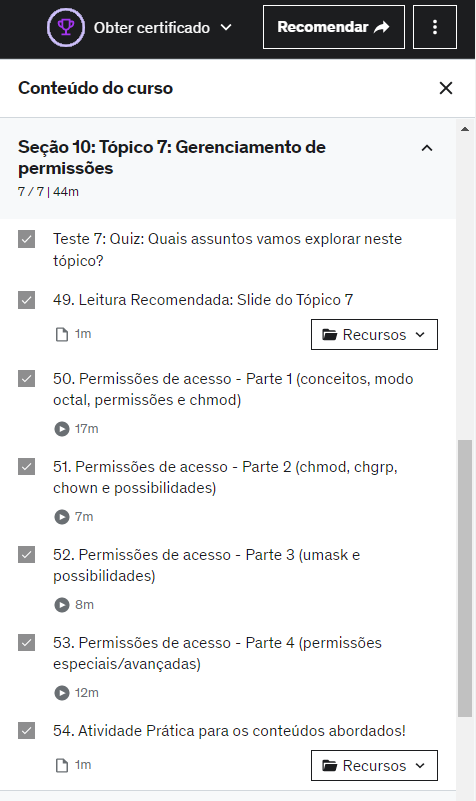 Obter certificado
Recomendar
Conteúdo do curso
Seção 10: Tópico 7: Gerenciamento de
permissões
7 / 7 | 44m
Teste 7: Quiz: Quais assuntos vamos explorar neste
tópico?
49. Leitura Recomendada: Slide do Tópico 7
1m
Recursos
50. Permissões de acesso - Parte 1 (conceitos, modo
octal, permissões e chmod)
17m
51. Permissões de acesso - Parte 2 (chmod, chgrp,
chown e possibilidades)
7m
52. Permissões de acesso - Parte 3 (umask e
possibilidades)
8m
53. Permissões de acesso - Parte 4 (permissões
especiais/avançadas)
12m
54. Atividade Prática para os conteúdos abordados!
1m
Recursos